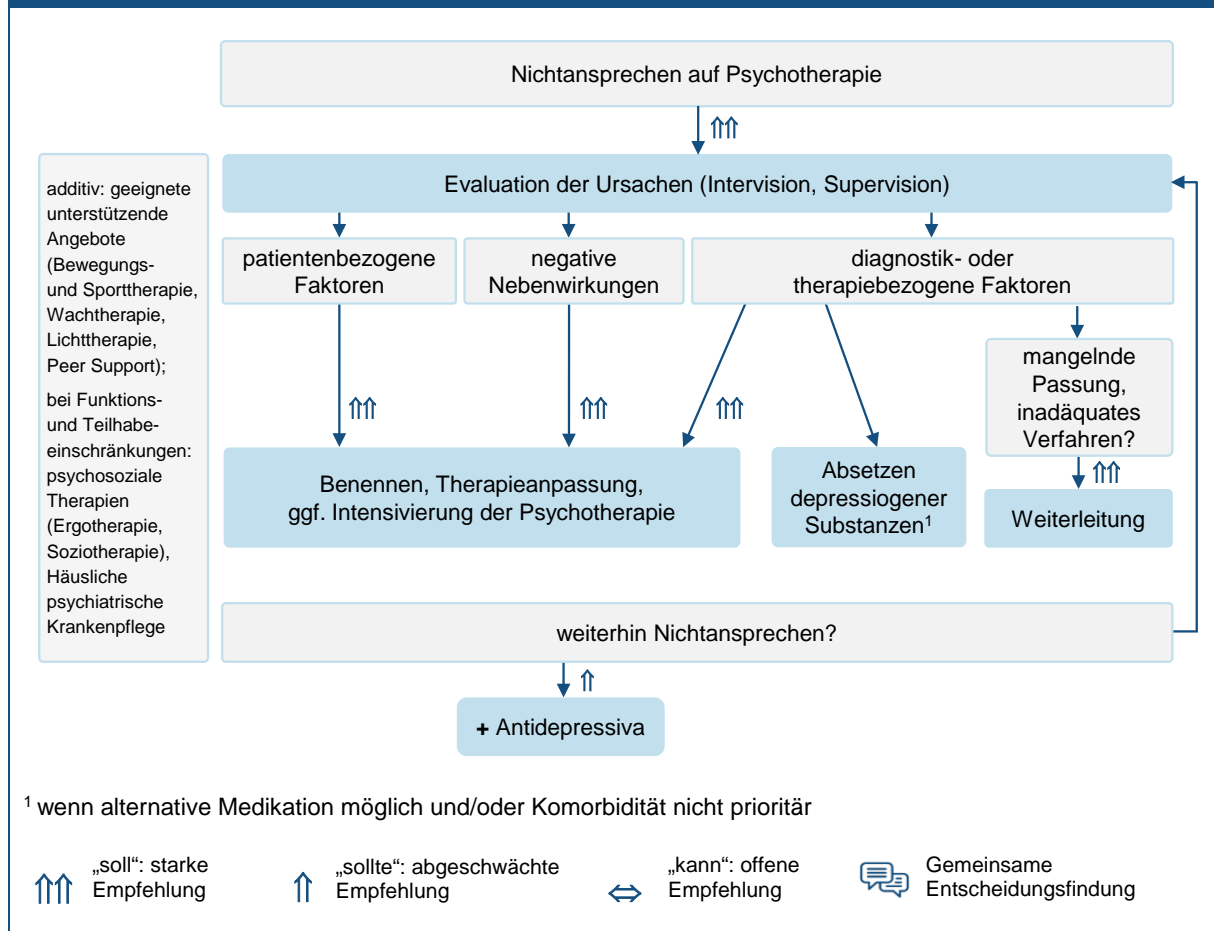 Nichtansprechen auf Psychotherapie
⇑⇑
Evaluation der Ursachen (Intervision, Supervision)
additiv: geeignete
unterstützende
Angebote
(Bewegungs-
und Sporttherapie,
Wachtherapie,
Lichttherapie,
Peer Support);
bei Funktions-
und Teilhabe-
einschränkungen:
psychosoziale
Therapien
(Ergotherapie,
Soziotherapie),
Häusliche
psychiatrische
Krankenpflege
patientenbezogene
Faktoren
negative
Nebenwirkungen
diagnostik- oder
therapiebezogene Faktoren
mangelnde
Passung,
inadäquates
Verfahren?
⇑⇑
⇑⇑
⇑⇑
⇑⇑
Benennen, Therapieanpassung,
ggf. Intensivierung der Psychotherapie
Absetzen
depressiogener
Substanzen¹
Weiterleitung
weiterhin Nichtansprechen?
⇑
+ Antidepressiva
¹ wenn alternative Medikation möglich und/oder Komorbidität nicht prioritär
⇑⇑ „soll“: starke
Empfehlung
⇑ „sollte“: abgeschwächte
Empfehlung
⇔ „kann“: offene
Empfehlung
Gemeinsame
Entscheidungsfindung